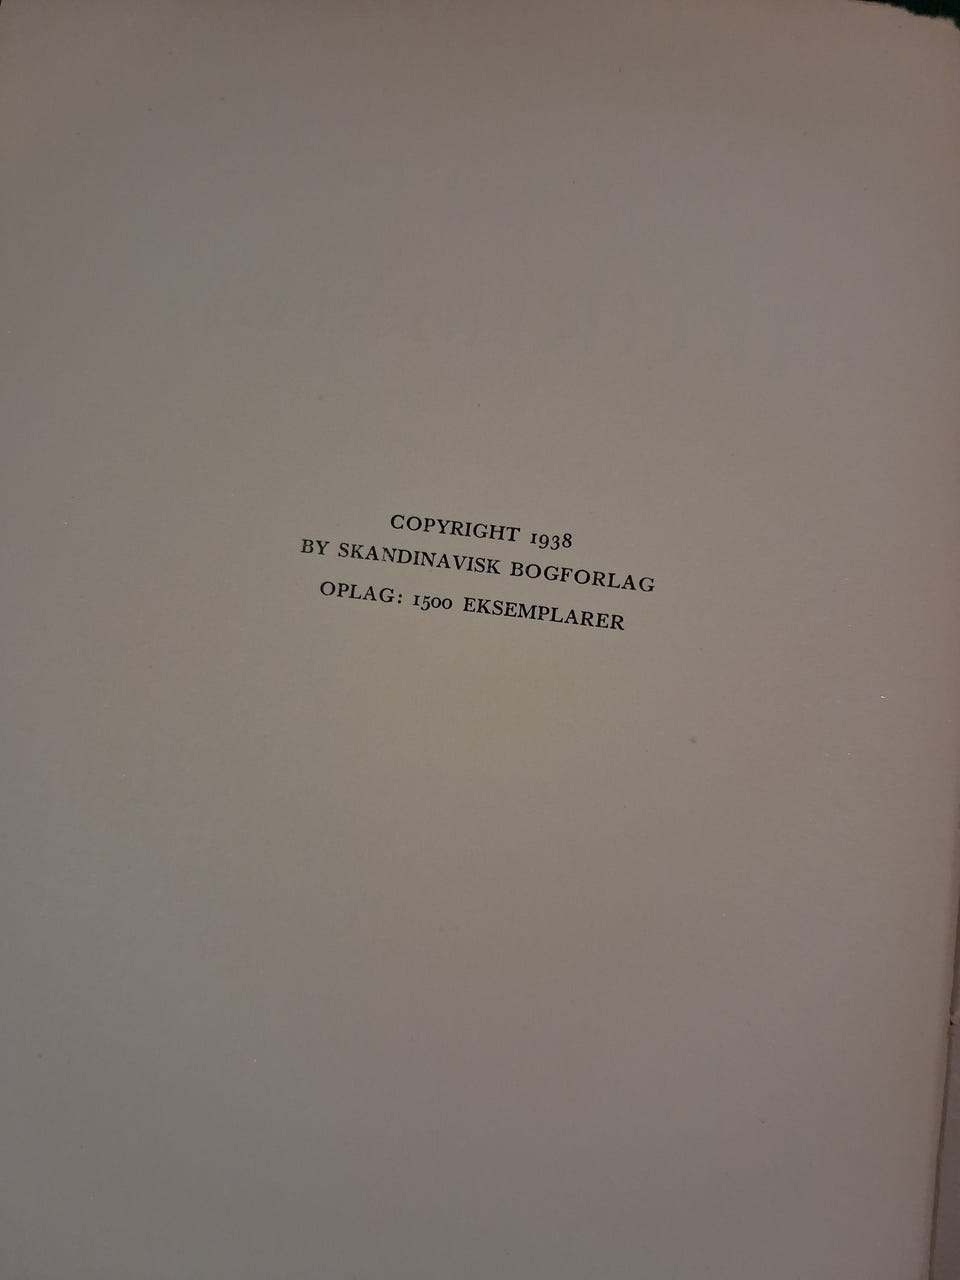 COPYRIGHT 1938
BY SKANDINAVISK BOGFORLAG
OPLAG: 1500 EKSEMPLARER